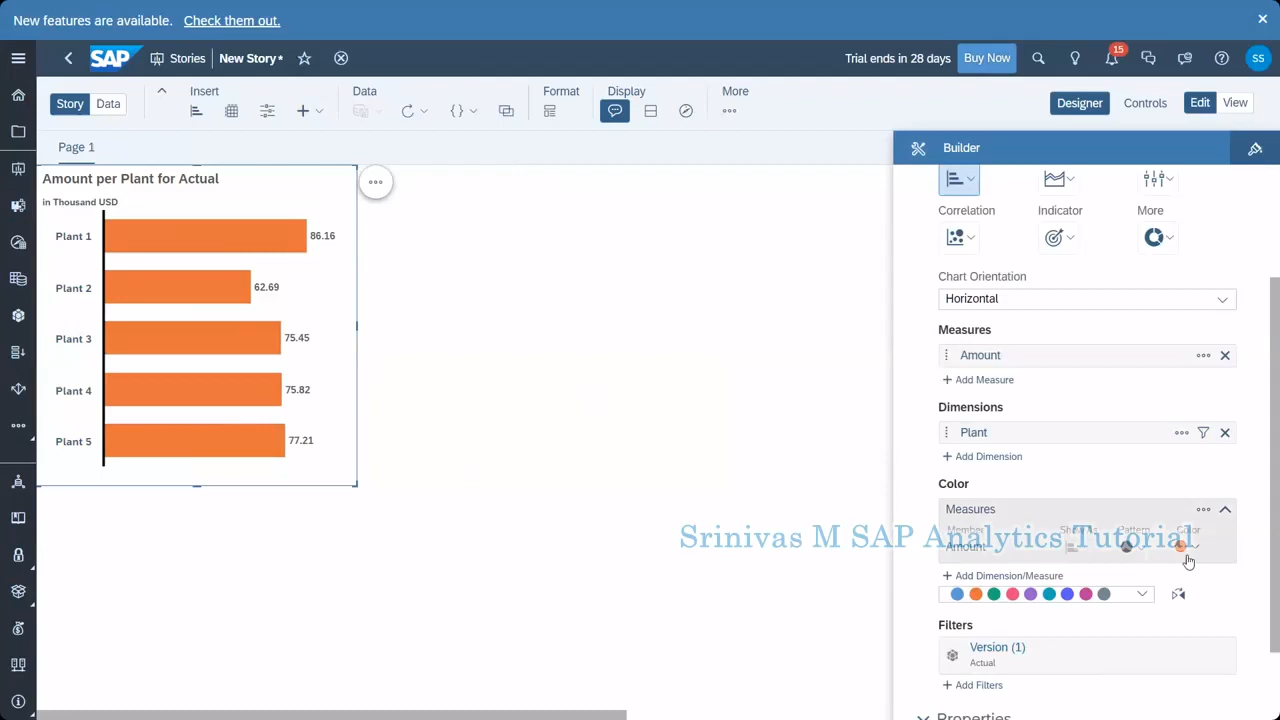 New features are available. Check them out.
SAP Stories New Story* Trial ends in 28 days Buy Now 15 SS
Story Data Insert Data Format Display More Designer Controls Edit View
Page 1
Builder
Amount per Plant for Actual
in Thousand USD
Plant 1 86.16
Plant 2 62.69
Plant 3 75.45
Plant 4 75.82
Plant 5 77.21
Correlation Indicator More
Chart Orientation
Horizontal
Measures
Amount
+ Add Measure
Dimensions
Plant
+ Add Dimension
Color
Measures
Member Pattern Color
Amount
Srinivas M SAP Analytics Tutorial
+ Add Dimension/Measure
Filters
Version (1)
Actual
+ Add Filters
Properties